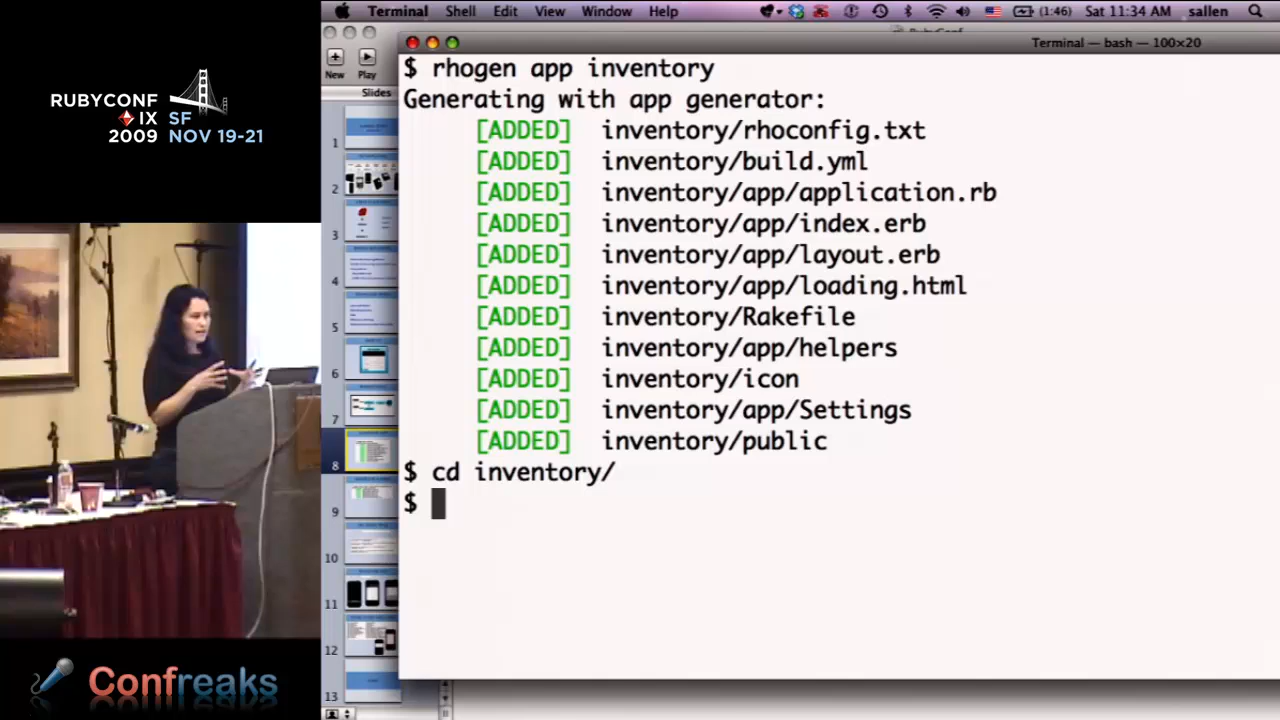 Terminal Shell Edit View Window Help (1:46) Sat 11:34 AM sallen
Terminal — bash — 100×20
New Play
Slides
1
2
3
4
5
6
7
8
9
10
11
12
13
$ rhogen app inventory
Generating with app generator:
[ADDED] inventory/rhoconfig.txt
[ADDED] inventory/build.yml
[ADDED] inventory/app/application.rb
[ADDED] inventory/app/index.erb
[ADDED] inventory/app/layout.erb
[ADDED] inventory/app/loading.html
[ADDED] inventory/Rakefile
[ADDED] inventory/app/helpers
[ADDED] inventory/icon
[ADDED] inventory/app/Settings
[ADDED] inventory/public
$ cd inventory/
$
RUBYCONF
IX SF
2009 NOV 19-21
Confreaks